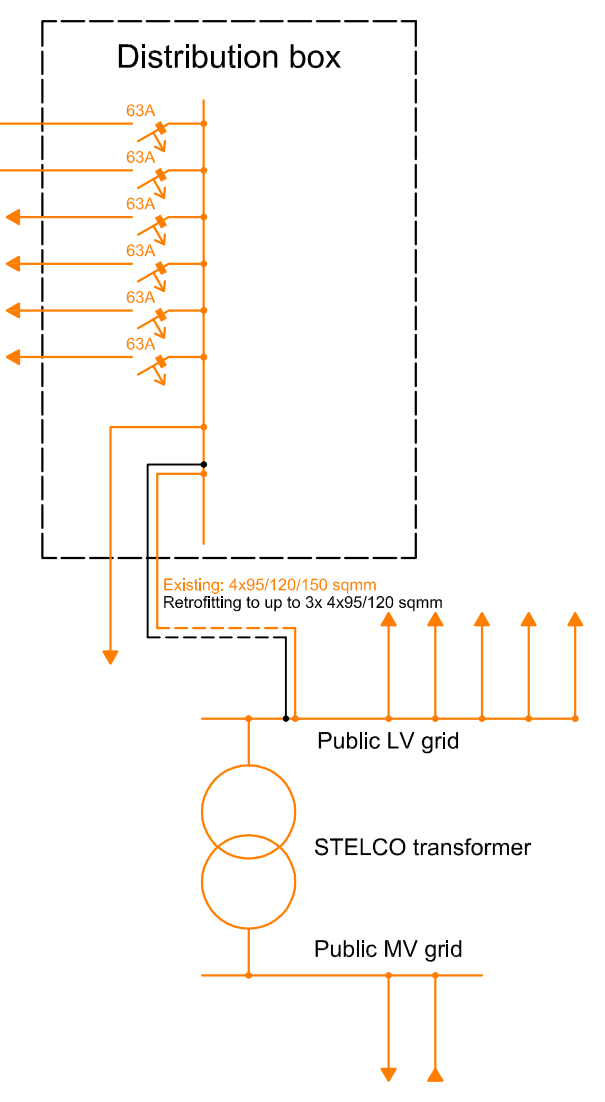 Distribution box
63A
63A
63A
63A
63A
63A
Existing: 4x95/120/150 sqmm
Retrofitting to up to 3x 4x95/120 sqmm
Public LV grid
STELCO transformer
Public MV grid